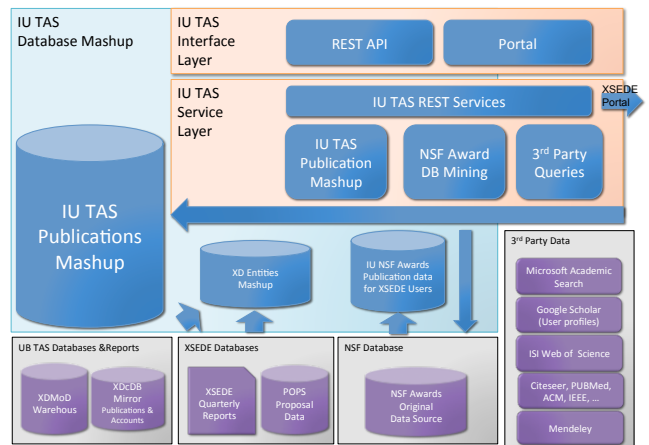 IU TAS
Database Mashup
IU TAS
Interface
Layer
REST API
Portal
IU TAS
Service
Layer
IU TAS REST Services
XSEDE
Portal
IU TAS
Publication
Mashup
NSF Award
DB Mining
3rd Party
Queries
IU TAS
Publications
Mashup
XD Entities
Mashup
IU NSF Awards
Publication data
for XSEDE Users
3rd Party Data
Microsoft Academic
Search
Google Scholar
(User profiles)
ISI Web of Science
Citeseer, PUBMed,
ACM, IEEE, ...
Mendeley
UB TAS Databases &Reports
XDMoD
Warehous
XDcDB
Mirror
Publications &
Accounts
XSEDE Databases
XSEDE
Quarterly
Reports
POPS
Proposal
Data
NSF Database
NSF Awards
Original
Data Source